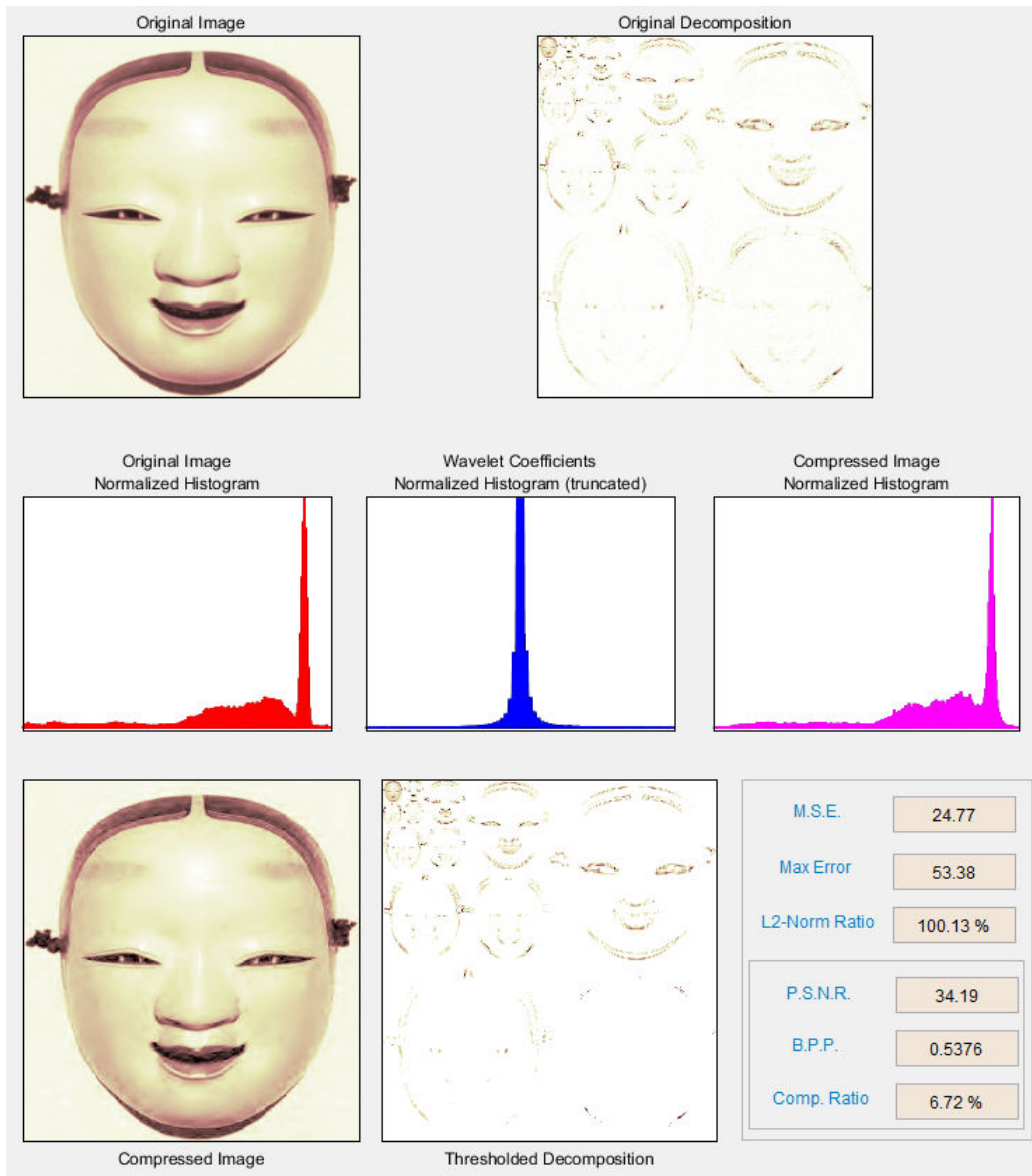 Original Image
Original Decomposition
Original Image
Normalized Histogram
Wavelet Coefficients
Normalized Histogram (truncated)
Compressed Image
Normalized Histogram
M.S.E.
24.77
Max Error
53.38
L2-Norm Ratio
100.13 %
P.S.N.R.
34.19
B.P.P.
0.5376
Comp. Ratio
6.72 %
Compressed Image
Thresholded Decomposition